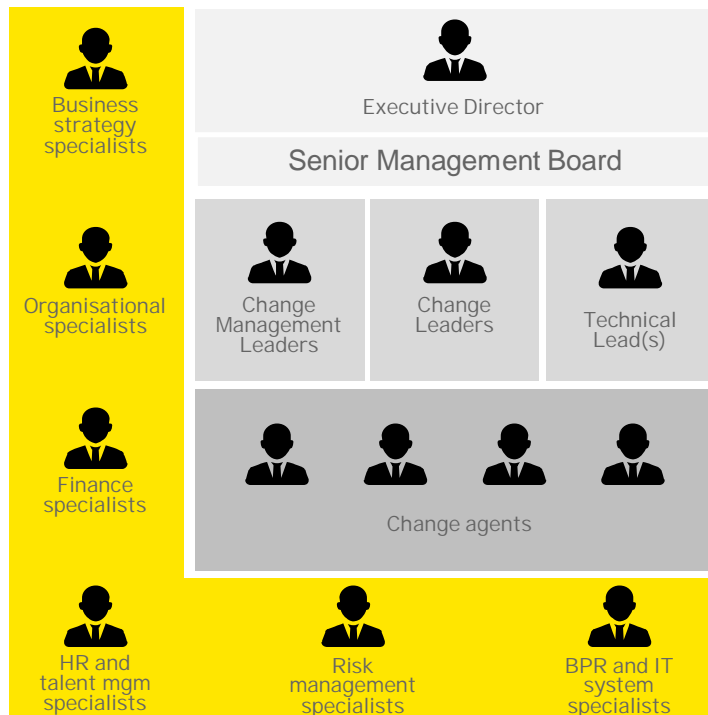 Business
strategy
specialists
Executive Director
Senior Management Board
Organisational
specialists
Change
Management
Leaders
Change
Leaders
Technical
Lead(s)
Finance
specialists
Change agents
HR and
talent mgm
specialists
Risk
management
specialists
BPR and IT
system
specialists